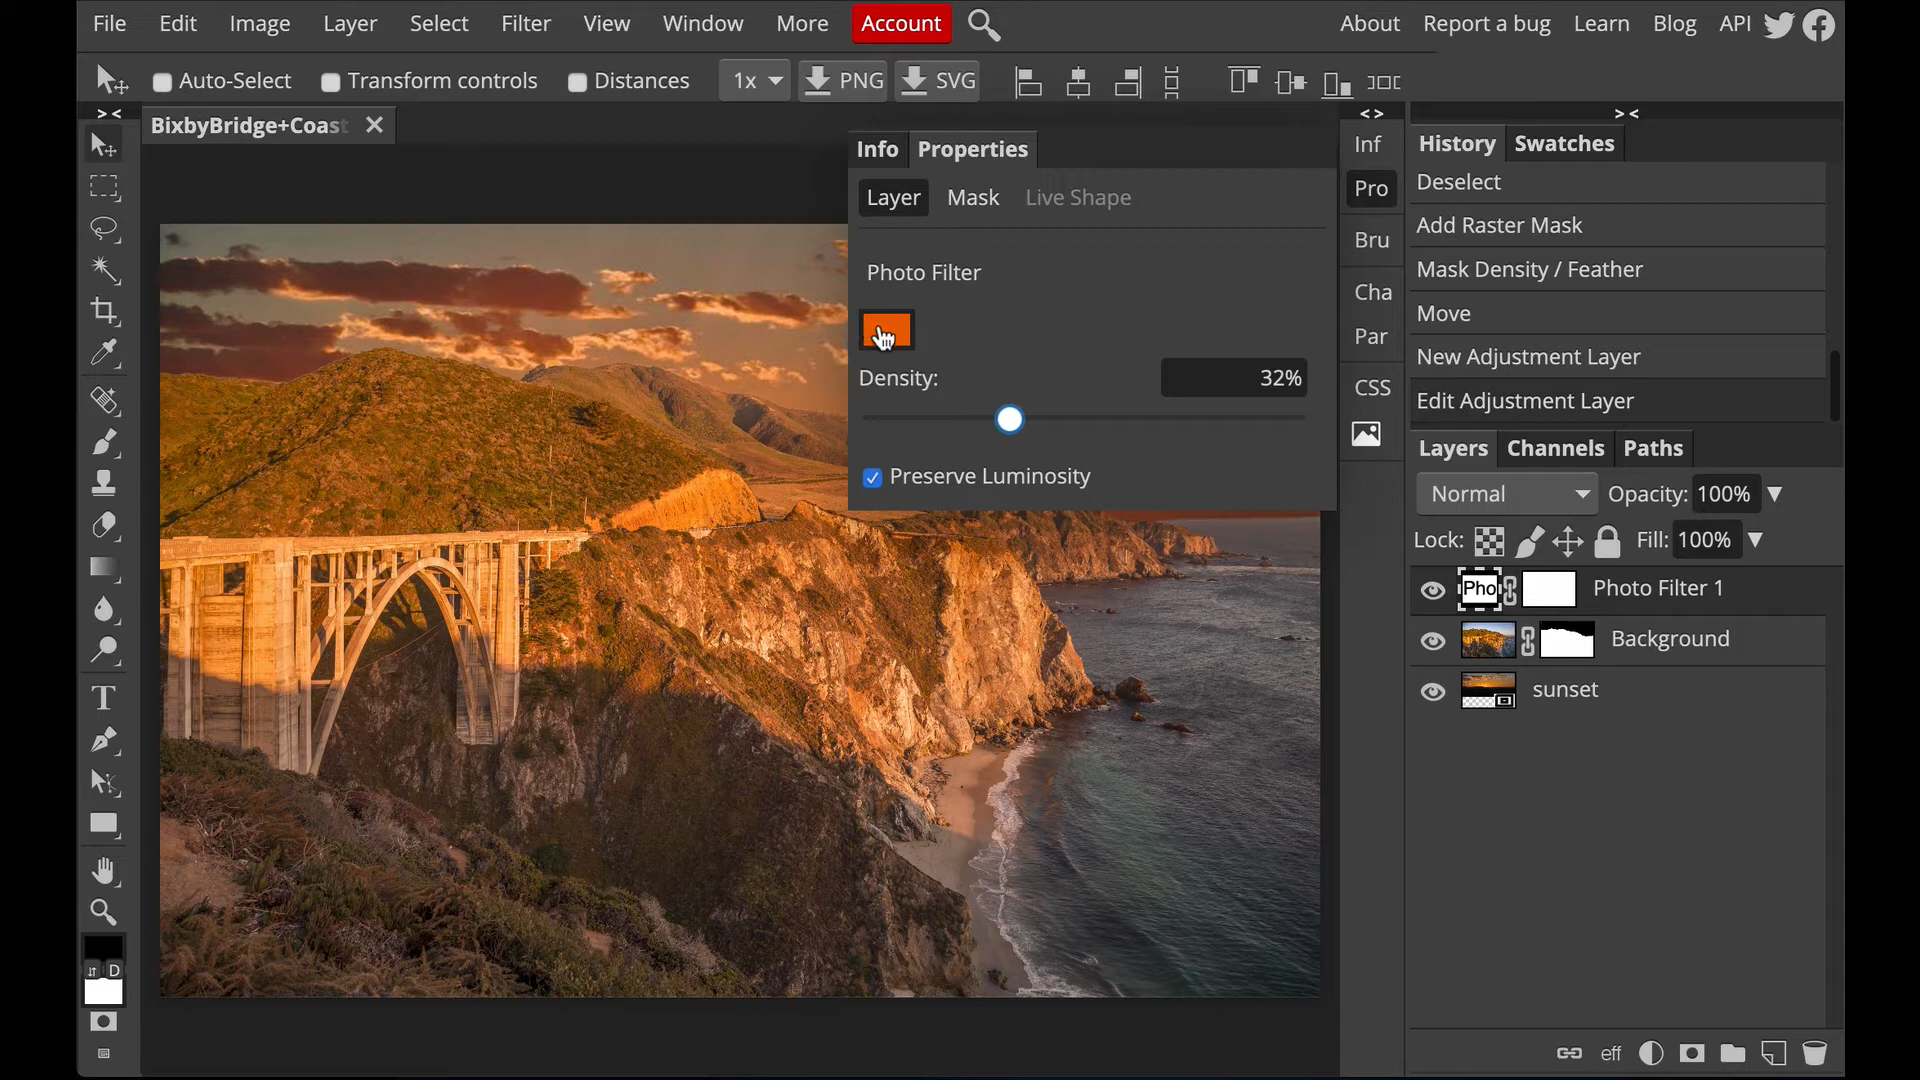 File Edit Image Layer Select Filter View Window More Account About Report a bug Learn Blog API
Auto-Select Transform controls Distances 1x PNG SVG
> < < > > <
BixbyBridge+Coast
Info Properties
Layer Mask Live Shape
Photo Filter
Density: 32%
Preserve Luminosity
Inf
Pro
Bru
Cha
Par
CSS
History Swatches
Deselect
Add Raster Mask
Mask Density / Feather
Move
New Adjustment Layer
Edit Adjustment Layer
Layers Channels Paths
Normal Opacity: 100%
Lock: Fill: 100%
Pho Photo Filter 1
Background
sunset
T
D
eff